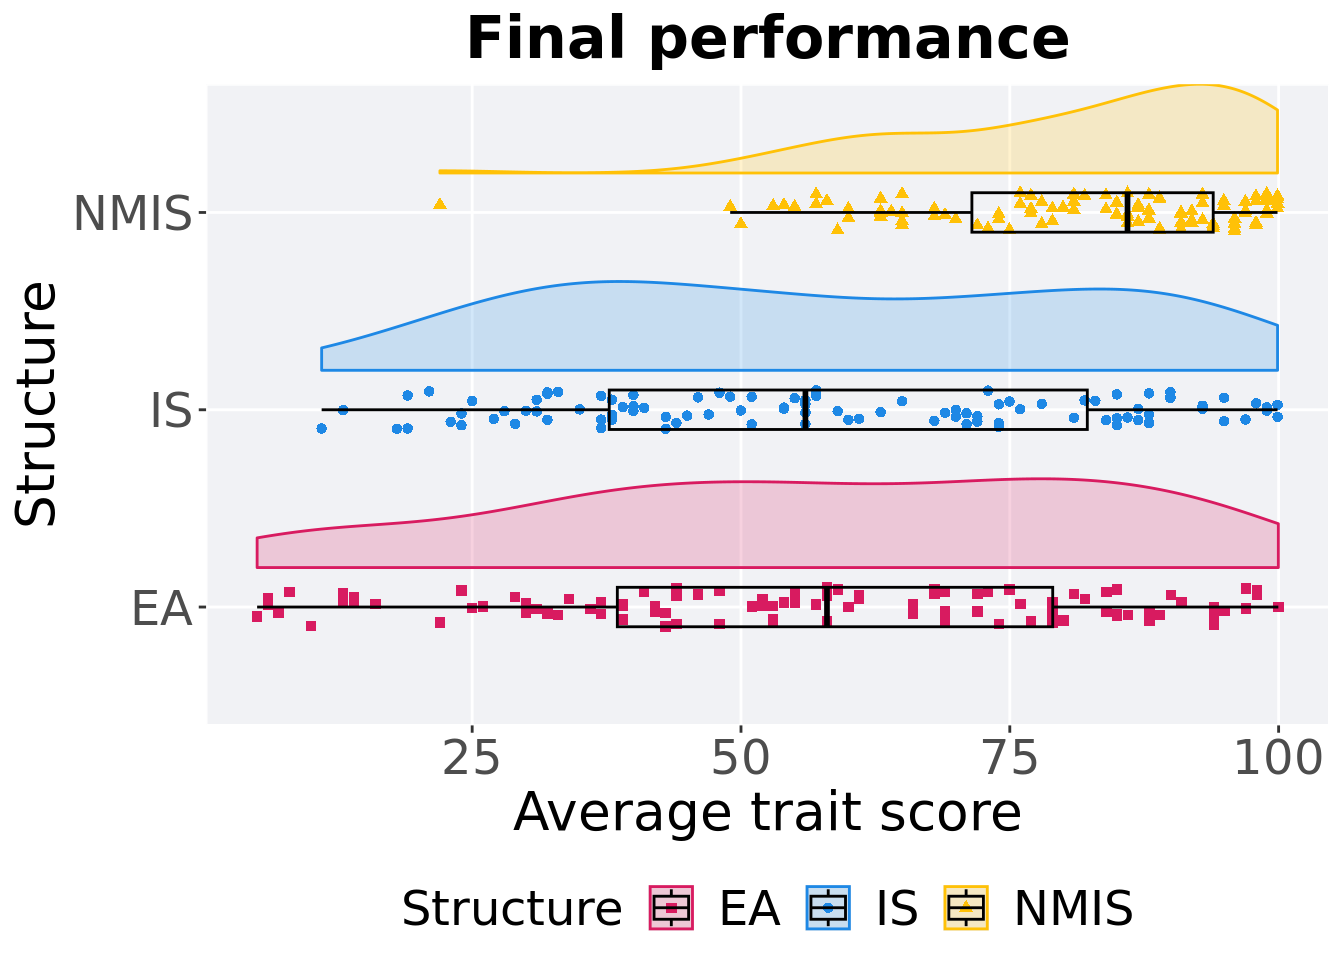 Final performance
Structure
NMIS
IS
EA
25 50 75 100
Average trait score
Structure EA IS NMIS